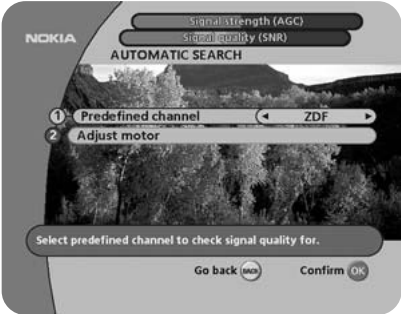 Signal strength (AGC)
NOKIA
Signal quality (SNR)
AUTOMATIC SEARCH
1 Predefined channel ZDF
2 Adjust motor
Select predefined channel to check signal quality for.
Go back BACK Confirm OK